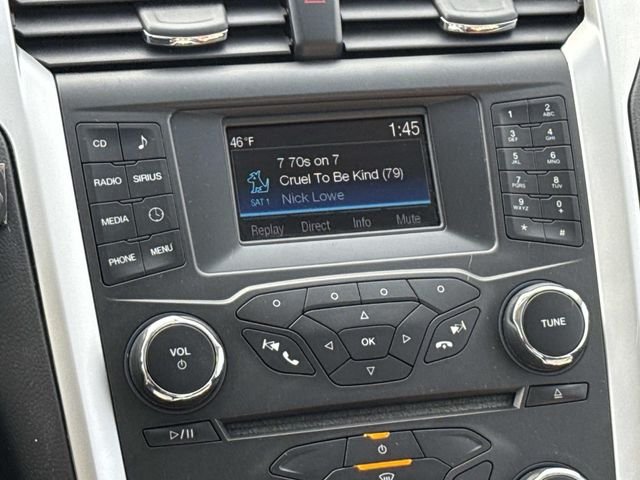 46°F
1:45
7 70s on 7
Cruel To Be Kind (79)
SAT 1
Nick Lowe
Replay Direct Info Mute
CD
RADIO SIRIUS
MEDIA
PHONE MENU
1 2 ABC
3 DEF 4 GHI
5 JKL 6 MNO
7 PQRS 8 TUV
9 WXYZ 0 +
* #
VOL
OK
TUNE